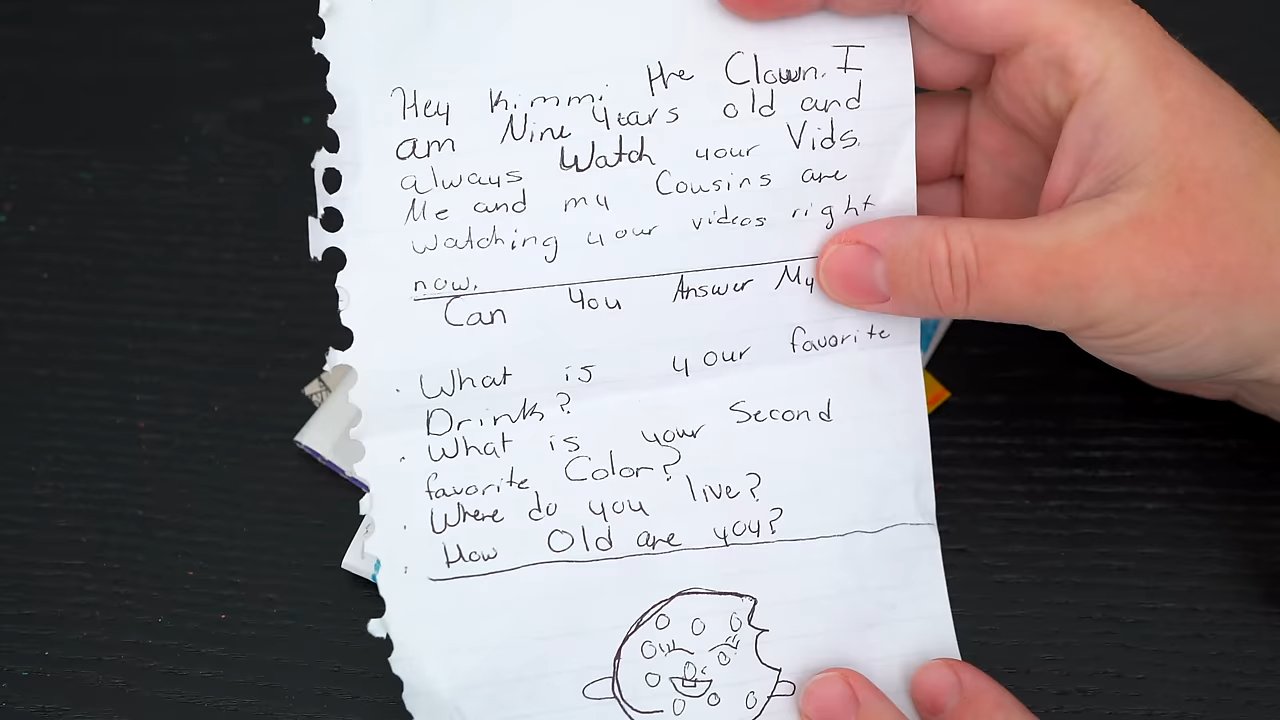 Hey Kimmi the Clown. I
am Nine years old and
always Watch your Vids.
Me and my Cousins are
watching your videos right
now.
Can you Answer My
· What is your favorite
Drink?
· What is your Second
favorite Color?
· Where do you live?
· How Old are you?